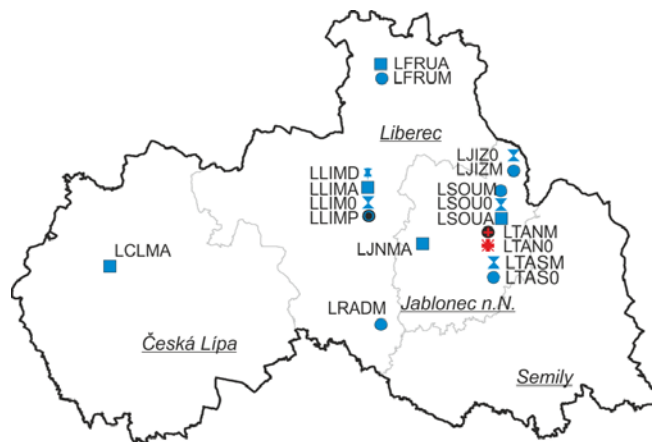 LFRUA
LFRUM
Liberec
LJIZ0
LJIZM
LLIMD
LLIMA
LLIM0
LLIMP
LSOUM
LSOU0
LSOUA
LTANM
LTAN0
LJNMA
LCLMA
LTASM
LTAS0
Jablonec n.N.
LRADM
Česká Lípa
Semily